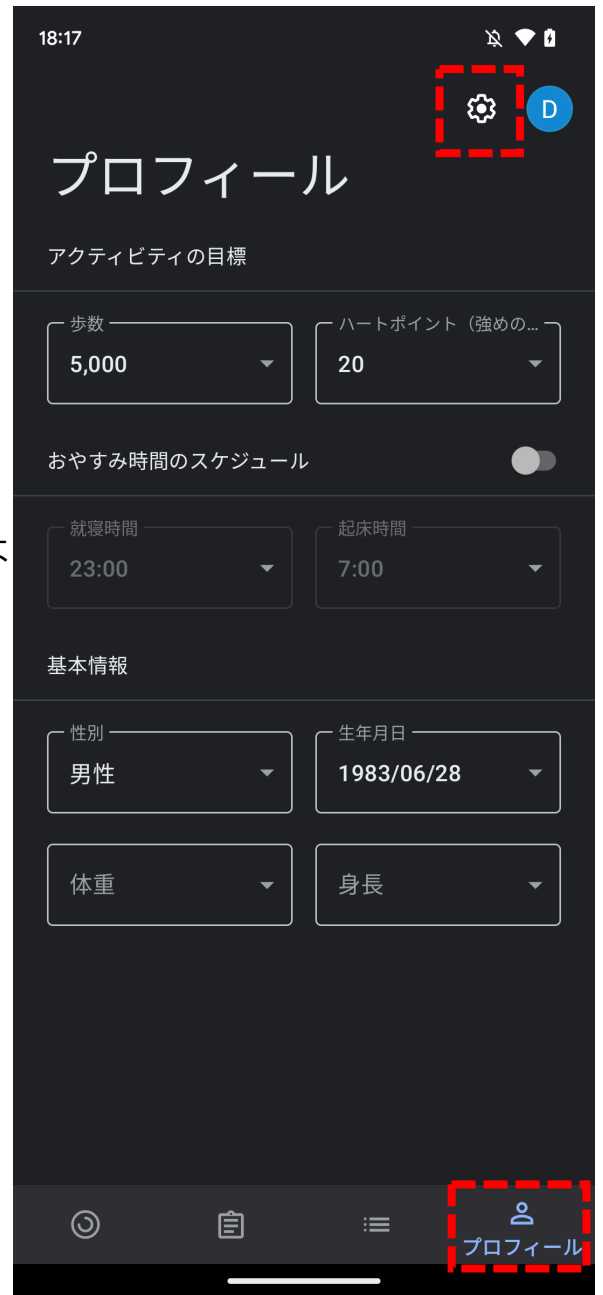 18:17
D
プロフィール
アクティビティの目標
歩数
ハートポイント（強めの...
5,000
20
おやすみ時間のスケジュール
就寝時間
起床時間
23:00
7:00
基本情報
性別
生年月日
男性
1983/06/28
体重
身長
プロフィール